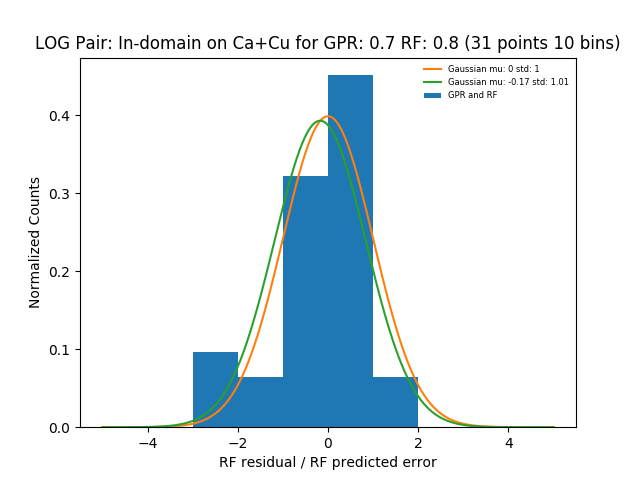 LOG Pair: In-domain on Ca+Cu for GPR: 0.7 RF: 0.8 (31 points 10 bins)
Gaussian mu: 0 std: 1
Gaussian mu: -0.17 std: 1.01
GPR and RF
Normalized Counts
0.4
0.3
0.2
0.1
0.0
−4 −2 0 2 4
RF residual / RF predicted error